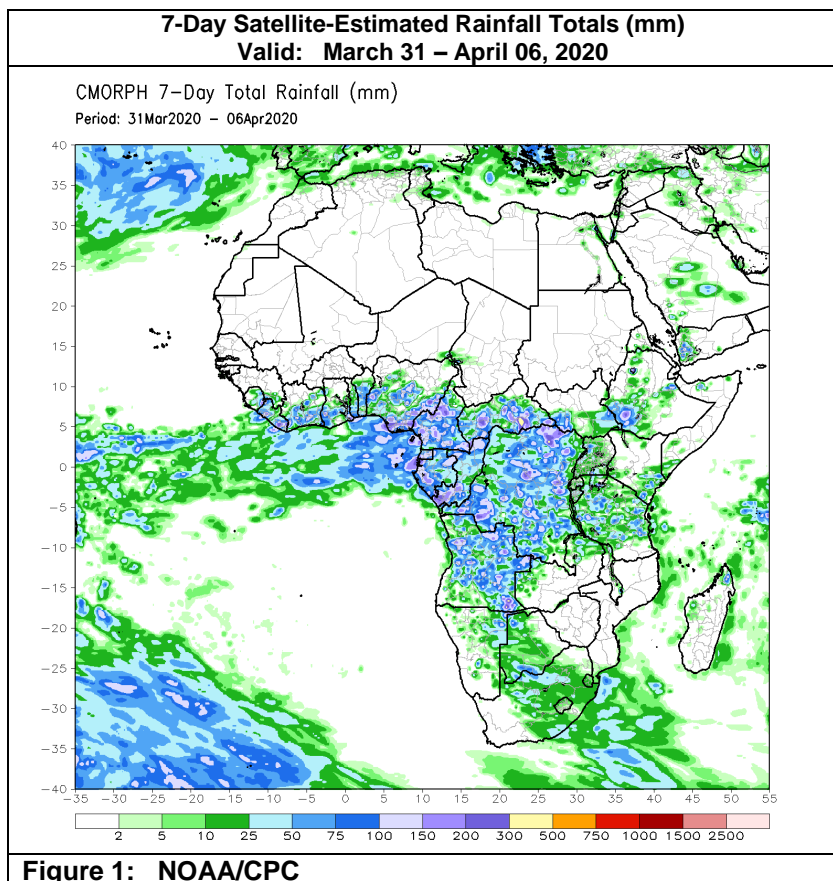 7-Day Satellite-Estimated Rainfall Totals (mm)
Valid: March 31 – April 06, 2020
CMORPH 7-Day Total Rainfall (mm)
Period: 31Mar2020 – 06Apr2020
40
35
30
25
20
15
10
5
0
-5
-10
-15
-20
-25
-30
-35
-40
-35 -30 -25 -20 -15 -10 -5 0 5 10 15 20 25 30 35 40 45 50 55
2 5 10 25 50 75 100 150 200 300 500 750 1000 1500 2500
Figure 1: NOAA/CPC